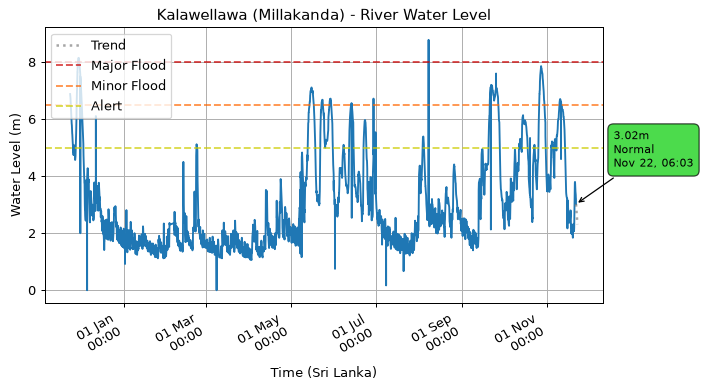 Kalawellawa (Millakanda) - River Water Level
Trend
Major Flood
Minor Flood
Alert
8
6
4
2
0
Water Level (m)
3.02m
Normal
Nov 22, 06:03
01 Jan
00:00
01 Mar
00:00
01 May
00:00
01 Jul
00:00
01 Sep
00:00
01 Nov
00:00
Time (Sri Lanka)